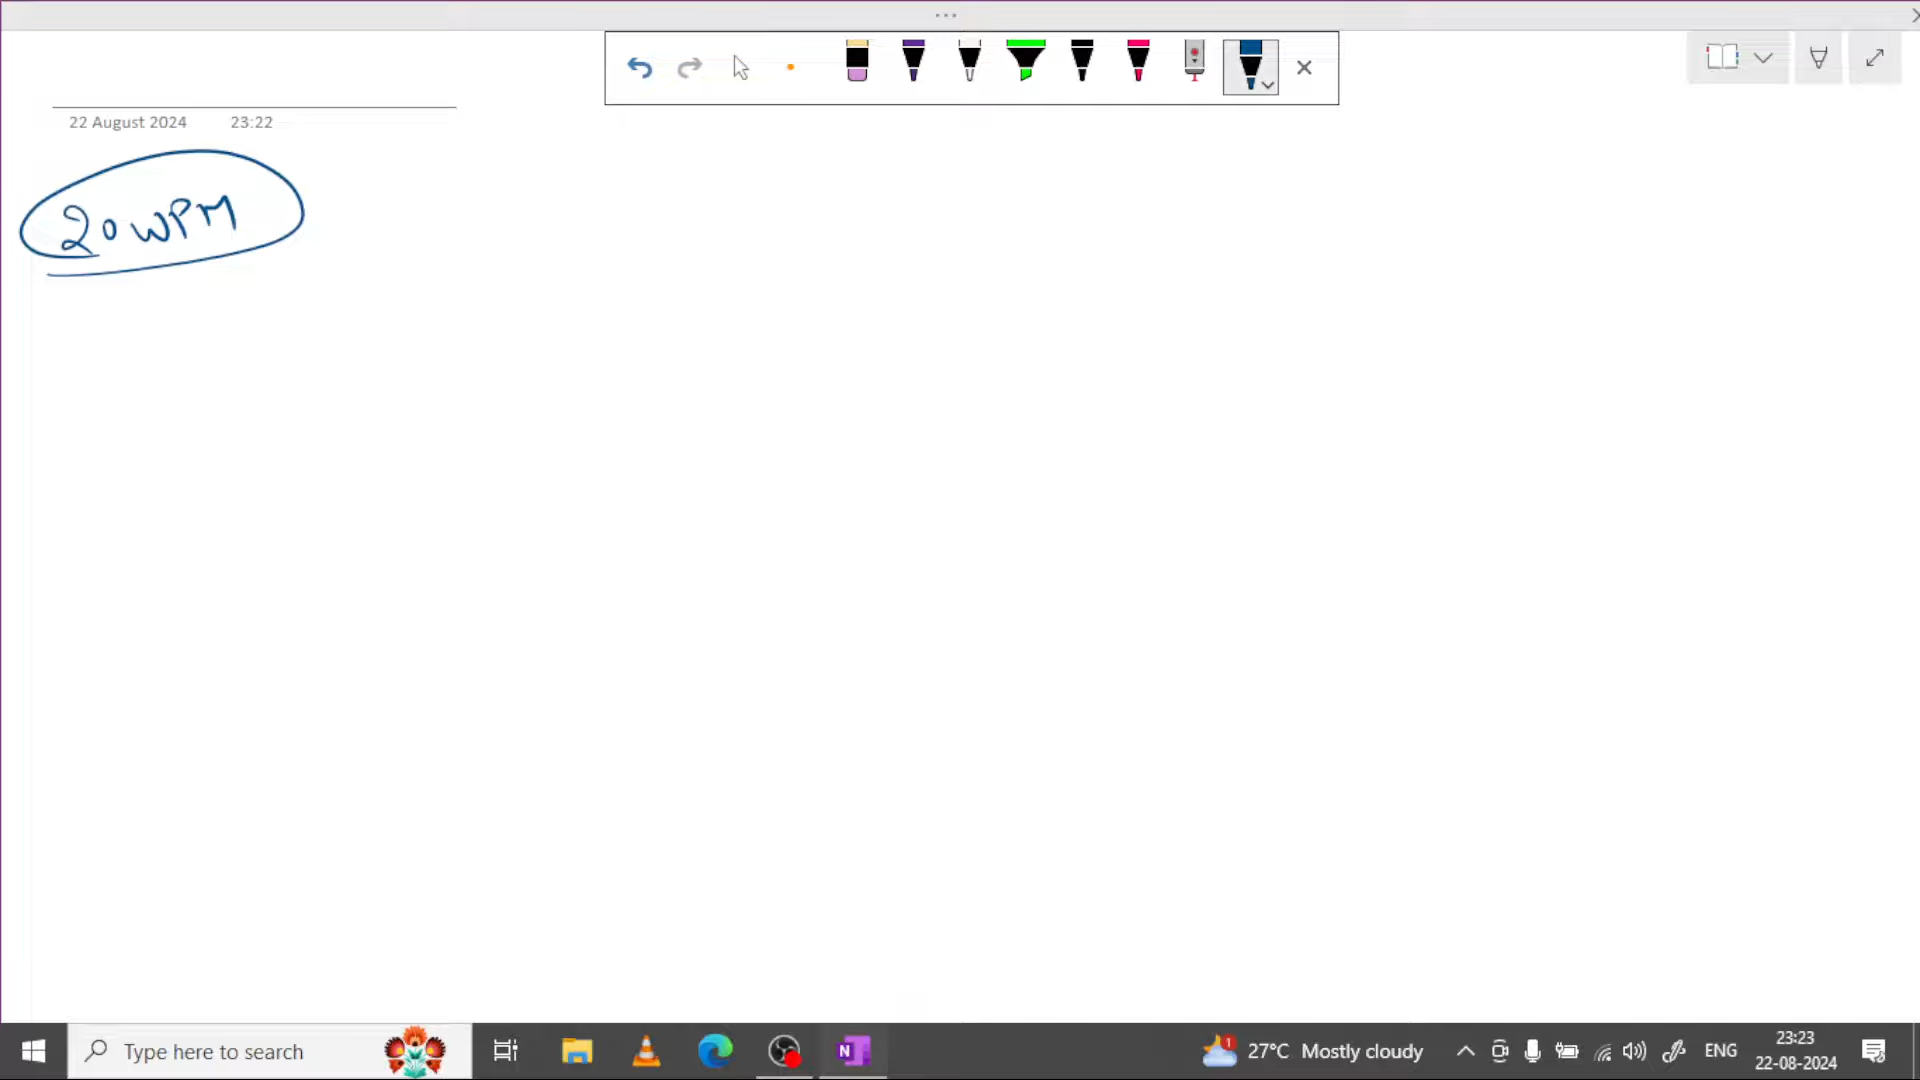 22 August 2024 23:22
20 WPM
Type here to search
N
1
27°C Mostly cloudy
ENG
23:23
22-08-2024